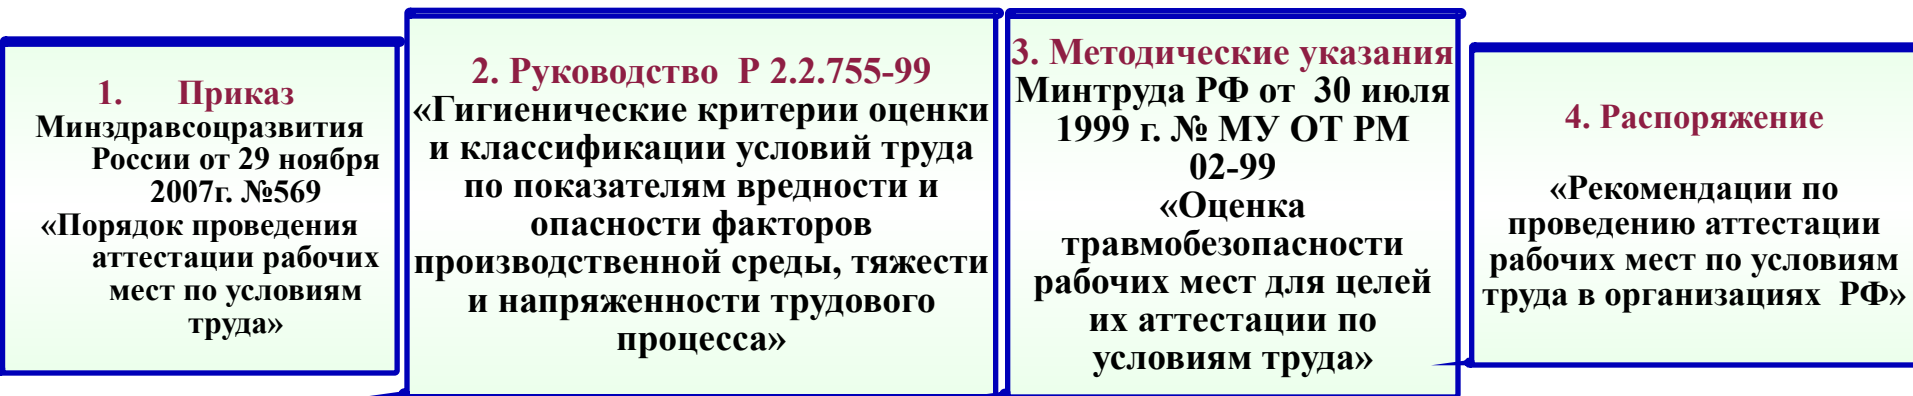 1. Приказ
Минздравсоцразвития
России от 29 ноября
2007г. №569
«Порядок проведения
аттестации рабочих
мест по условиям
труда»
2. Руководство Р 2.2.755-99
«Гигиенические критерии оценки
и классификации условий труда
по показателям вредности и
опасности факторов
производственной среды, тяжести
и напряженности трудового
процесса»
3. Методические указания
Минтруда РФ от 30 июля
1999 г. № МУ ОТ РМ
02-99
«Оценка
травмобезопасности
рабочих мест для целей
их аттестации по
условиям труда»
4. Распоряжение
«Рекомендации по
проведению аттестации
рабочих мест по условиям
труда в организациях РФ»